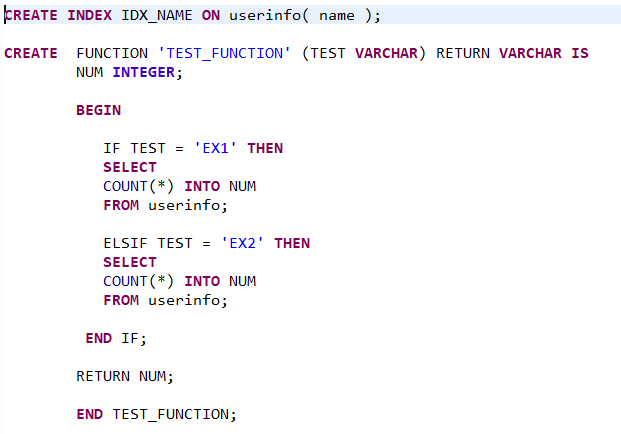 CREATE INDEX IDX_NAME ON userinfo( name );
CREATE  FUNCTION 'TEST_FUNCTION' (TEST VARCHAR) RETURN VARCHAR IS
NUM INTEGER;
BEGIN
IF TEST = 'EX1' THEN
SELECT
COUNT(*) INTO NUM
FROM userinfo;
ELSIF TEST = 'EX2' THEN
SELECT
COUNT(*) INTO NUM
FROM userinfo;
END IF;
RETURN NUM;
END TEST_FUNCTION;